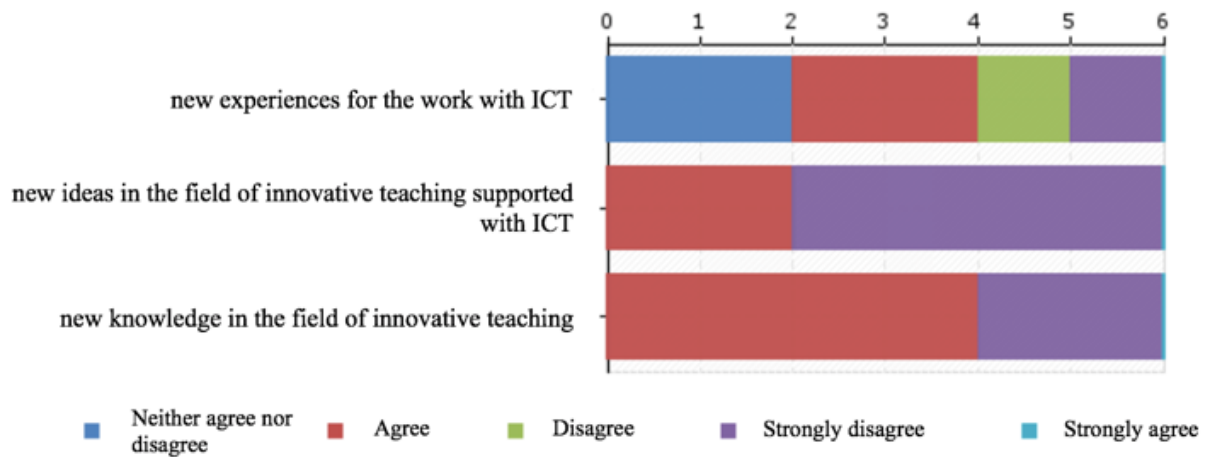 0 1 2 3 4 5 6
new experiences for the work with ICT
new ideas in the field of innovative teaching supported
with ICT
new knowledge in the field of innovative teaching
Neither agree nor
disagree
Agree
Disagree
Strongly disagree
Strongly agree